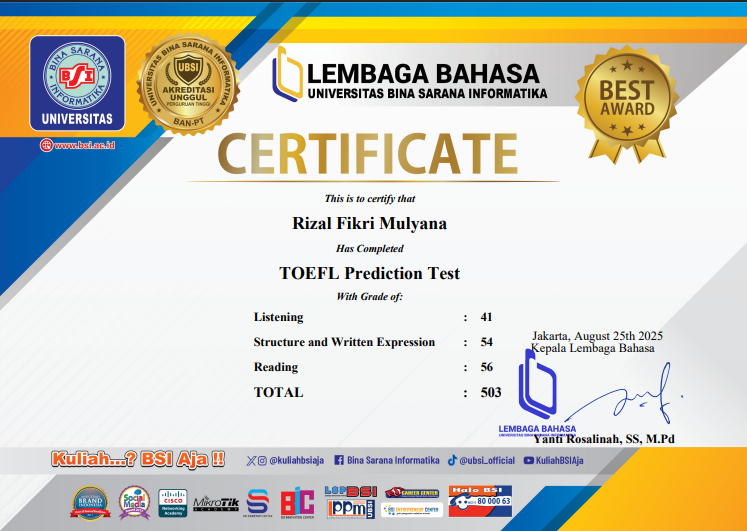 BINA SARANA
BSI
INFORMATIKA
UNIVERSITAS
www.bsi.ac.id
UNIVERSITAS BINA SARANA INFORMATIKA
UBSI
AKREDITASI
UNGGUL
PERGURUAN TINGGI
BAN-PT
LEMBAGA BAHASA
UNIVERSITAS BINA SARANA INFORMATIKA
BEST
AWARD
CERTIFICATE
This is to certify that
Rizal Fikri Mulyana
Has Completed
TOEFL Prediction Test
With Grade of:
Listening : 41
Structure and Written Expression : 54
Reading : 56
TOTAL : 503
Jakarta, August 25th 2025
Kepala Lembaga Bahasa
LEMBAGA BAHASA
UNIVERSITAS BINA SARANA INFORMATIKA
Yanti Rosalinah, SS, M.Pd
Kuliah...? BSI Aja !!
@kuliahbsiaja
Bina Sarana Informatika
@ubsi_official
KuliahBSIAja
BRAND
Social
Media
CISCO
Networking
Academy
MikroTik
ACADEMY
BIC
LSPBSI
lppm
UBSI
CAREER CENTER
BSI ENTREPRENEUR CENTER
Halo BSI
80 000 63